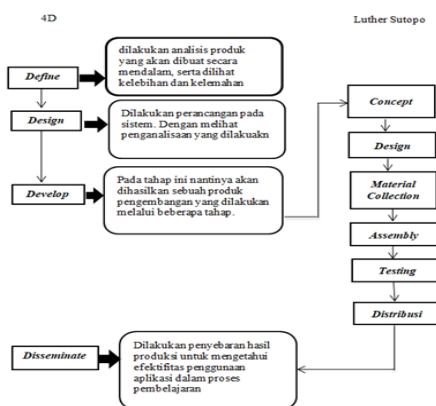 4D
Luther Sutopo
dilakukan analisis produk
yang akan dibuat secara
mendalam, serta dilihat
kelebihan dan kelemahan
Define
Design
Dilakukan perancangan pada
sistem. Dengan melihat
penganalisaan yang dilakuakn
Develop
Pada tahap ini nantinya akan
dihasilkan sebuah produk
pengembangan yang dilakukan
melalui beberapa tahap.
Concept
Design
Material
Collection
Assembly
Testing
Distribusi
Disseminate
Dilakukan penyebaran hasil
produksi untuk mengetahui
efektifitas penggunaan
aplikasi dalam proses
pembelajaran